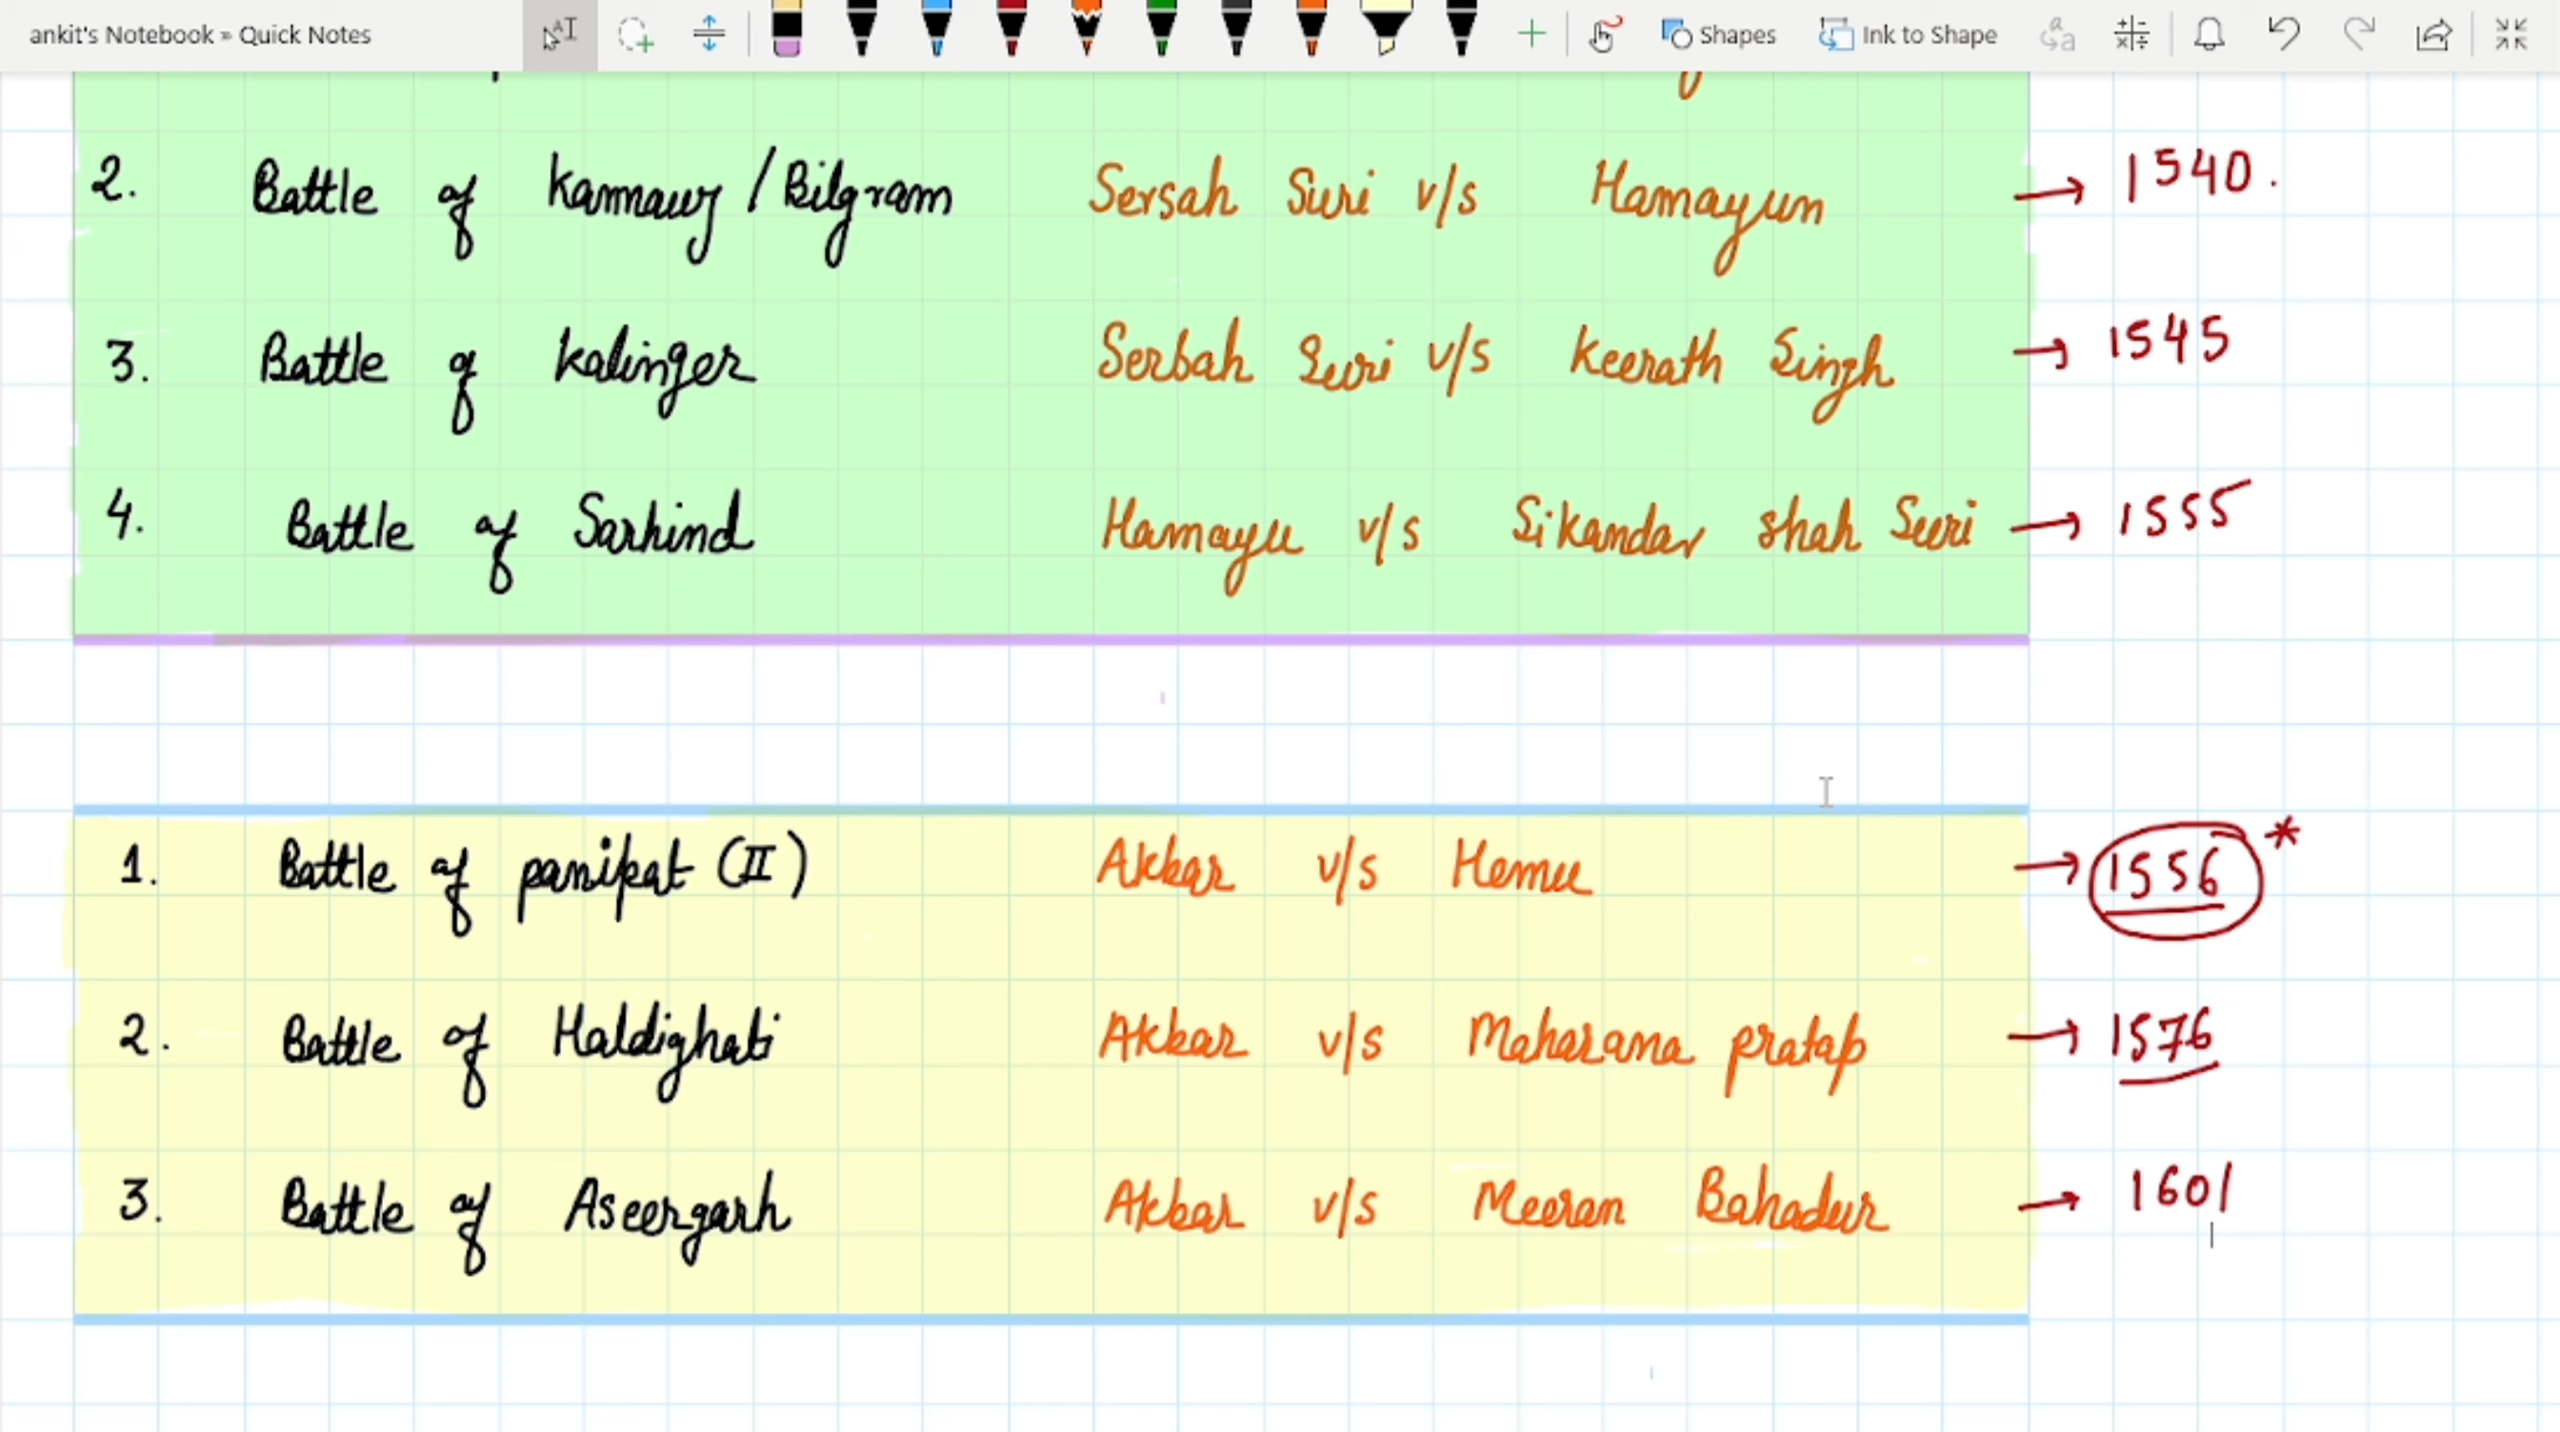 ankit's Notebook » Quick Notes Shapes Ink to Shape
2. Battle of Kannauj / Bilgram Sersah Suri v/s Hamayun → 1540.
3. Battle of Kalinger Sersah Suri v/s Keerath Singh → 1545
4. Battle of Sarhind Hamayu v/s Sikandar Shah Suri → 1555
1. Battle of panipat (II) Akbar v/s Hemu → 1556 *
2. Battle of Haldighati Akbar v/s Maharana pratap → 1576
3. Battle of Aseergarh Akbar v/s Meeran Bahadur → 1601